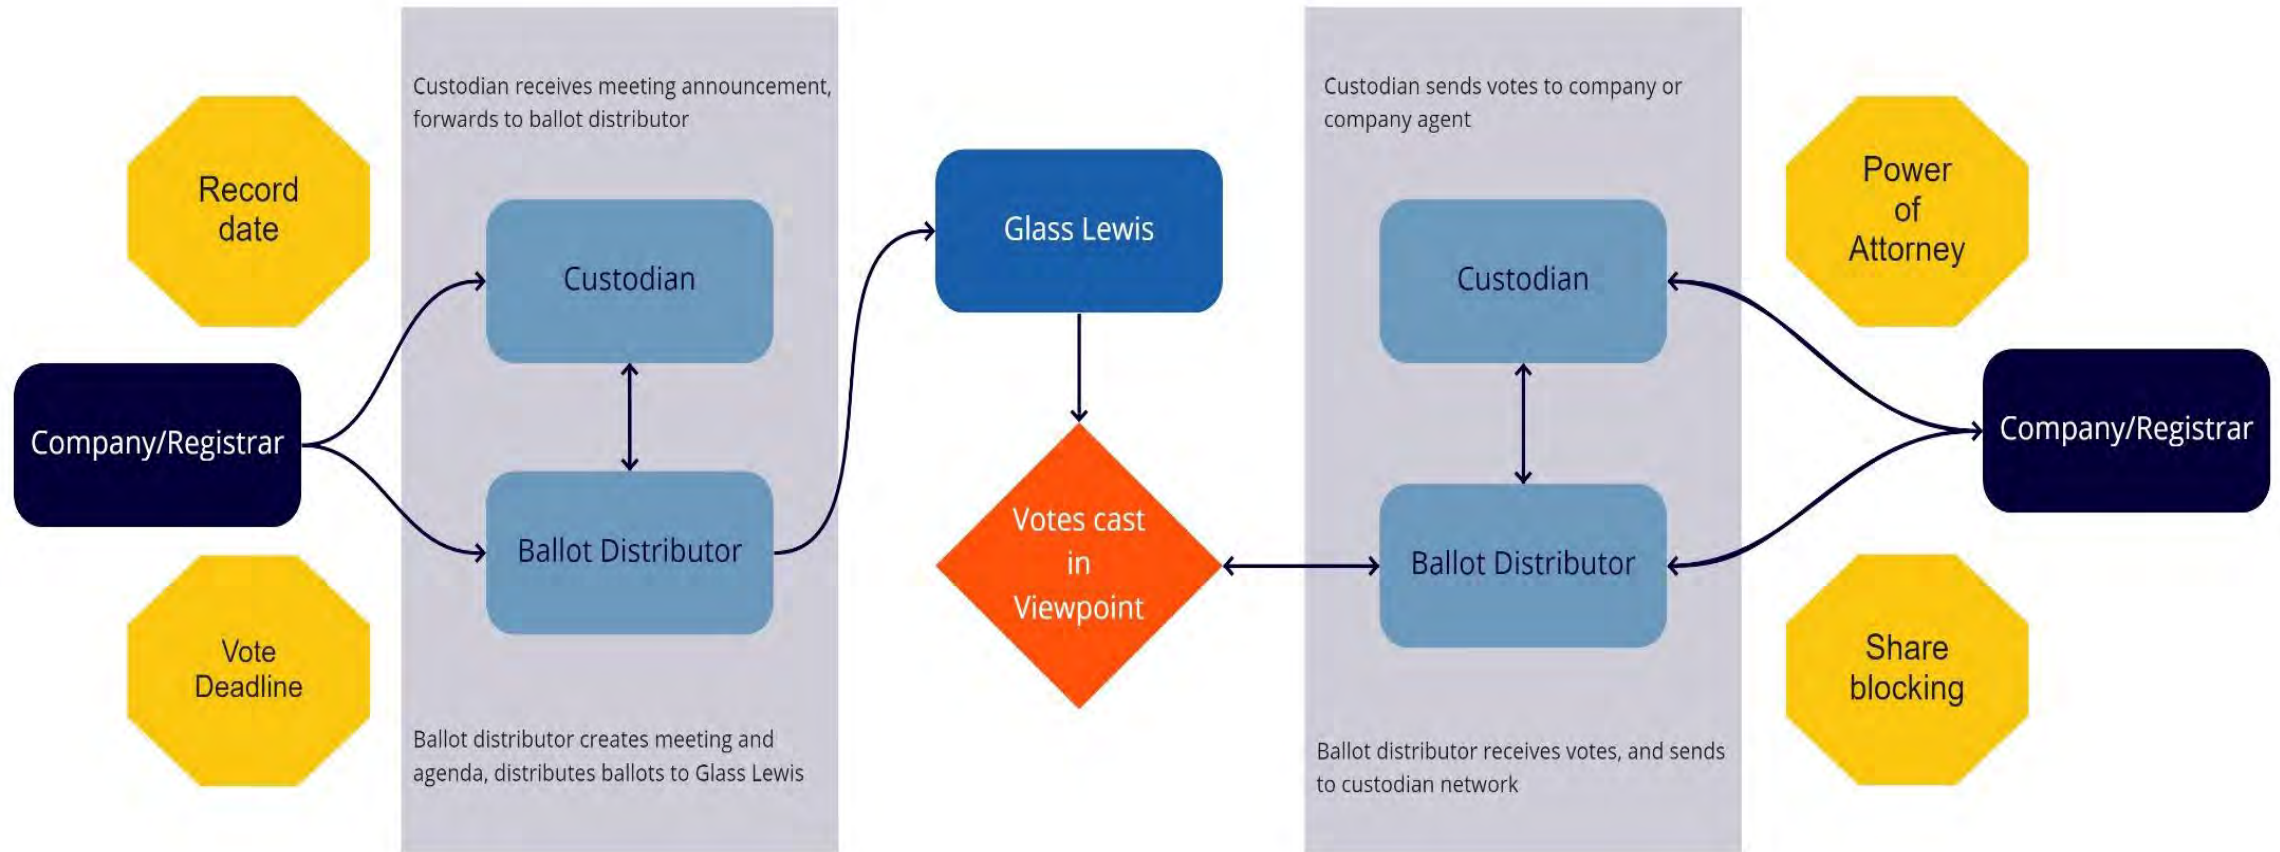 Record
date
Company/Registrar
Vote
Deadline
Custodian receives meeting announcement,
forwards to ballot distributor
Custodian
Ballot Distributor
Ballot distributor creates meeting and
agenda, distributes ballots to Glass Lewis
Glass Lewis
Votes cast
in
Viewpoint
Custodian sends votes to company or
company agent
Custodian
Ballot Distributor
Ballot distributor receives votes, and sends
to custodian network
Power
of
Attorney
Company/Registrar
Share
blocking